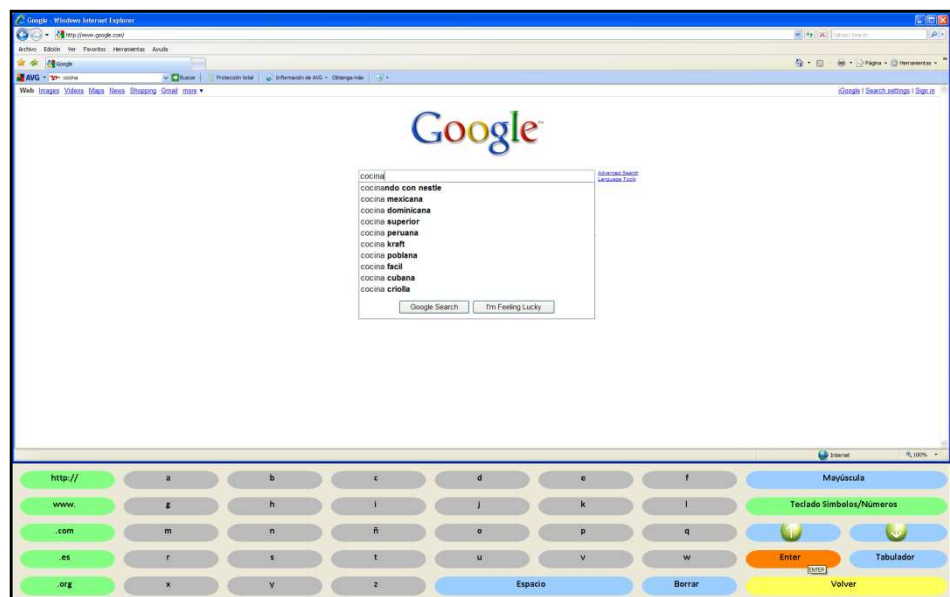 Google - Windows Internet Explorer
http://www.google.com/
Yahoo! Search
Archivo Edición Ver Favoritos Herramientas Ayuda
Google
Página Herramientas
AVG cocina Buscar Protección total Información de AVG Obtenga más
Web Images Videos Maps News Shopping Gmail more ▼
iGoogle | Search settings | Sign in
Google™
cocina
Advanced Search
Language Tools
cocinando con nestle
cocina mexicana
cocina dominicana
cocina superior
cocina peruana
cocina kraft
cocina poblana
cocina facil
cocina cubana
cocina criolla
Google Search I'm Feeling Lucky
Internet 100%
http:// a b c d e f Mayúscula
www. g h i j k l Teclado Símbolos/Números
.com m n ñ o p q
.es r s t u v w Enter Tabulador
ENTER
.org x y z Espacio Borrar Volver